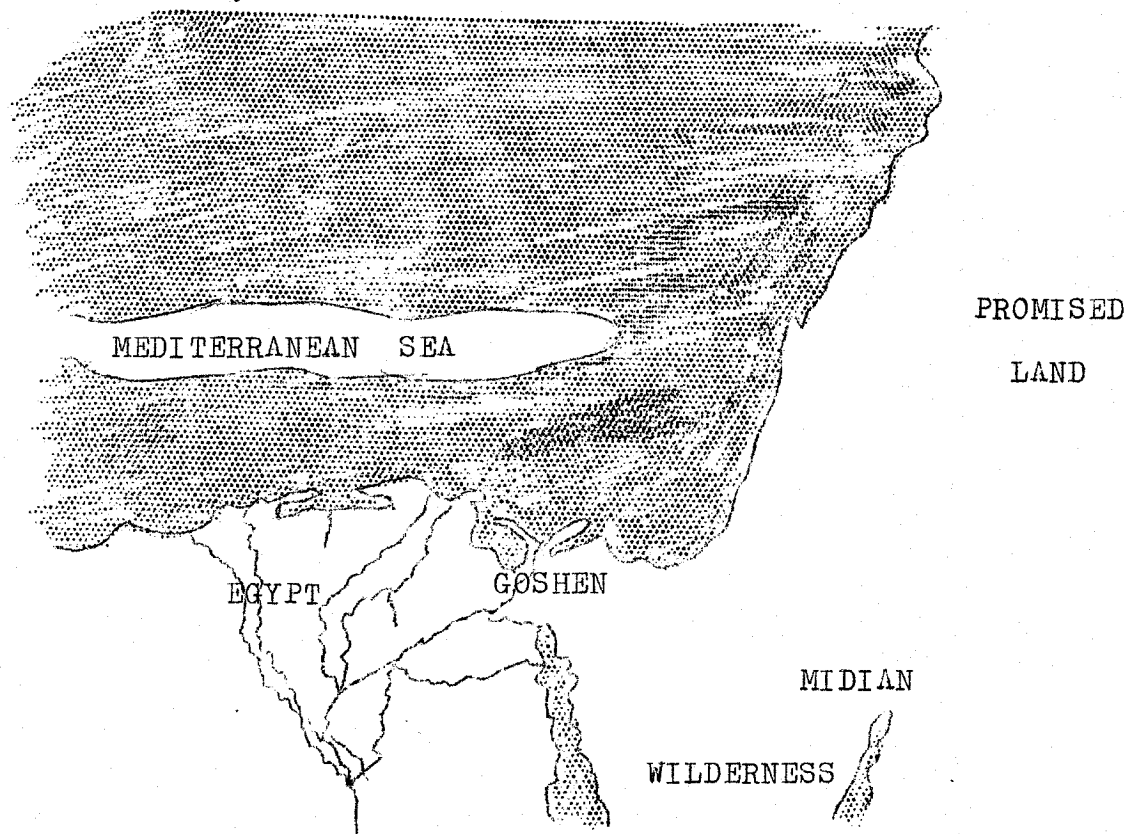 PROMISED
LAND
MEDITERRANEAN SEA
EGYPT
GOSHEN
MIDIAN
WILDERNESS